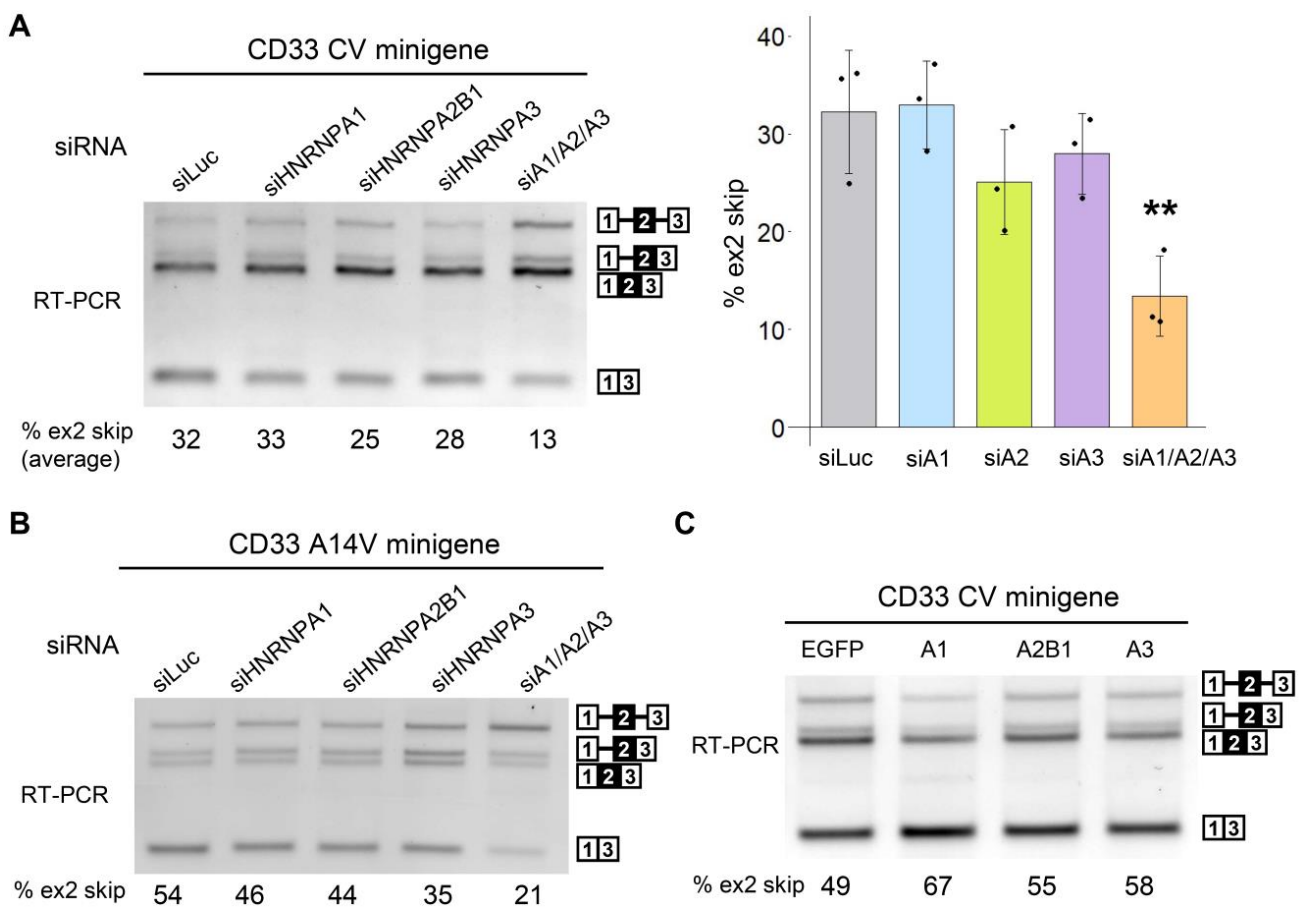 A
CD33 CV minigene
siRNA
siLuc
siHNRNPA1
siHNRNPA2B1
siHNRNPA3
siA1/A2/A3
1 2 3
1 2 3
1 2 3
RT-PCR
1 3
% ex2 skip
(average)
32 33 25 28 13
% ex2 skip
40
30
20
10
0
**
siLuc siA1 siA2 siA3 siA1/A2/A3
B
CD33 A14V minigene
siRNA
siLuc
siHNRNPA1
siHNRNPA2B1
siHNRNPA3
siA1/A2/A3
1 2 3
1 2 3
1 2 3
RT-PCR
1 3
% ex2 skip 54 46 44 35 21
C
CD33 CV minigene
EGFP A1 A2B1 A3
1 2 3
1 2 3
1 2 3
RT-PCR
1 3
% ex2 skip 49 67 55 58